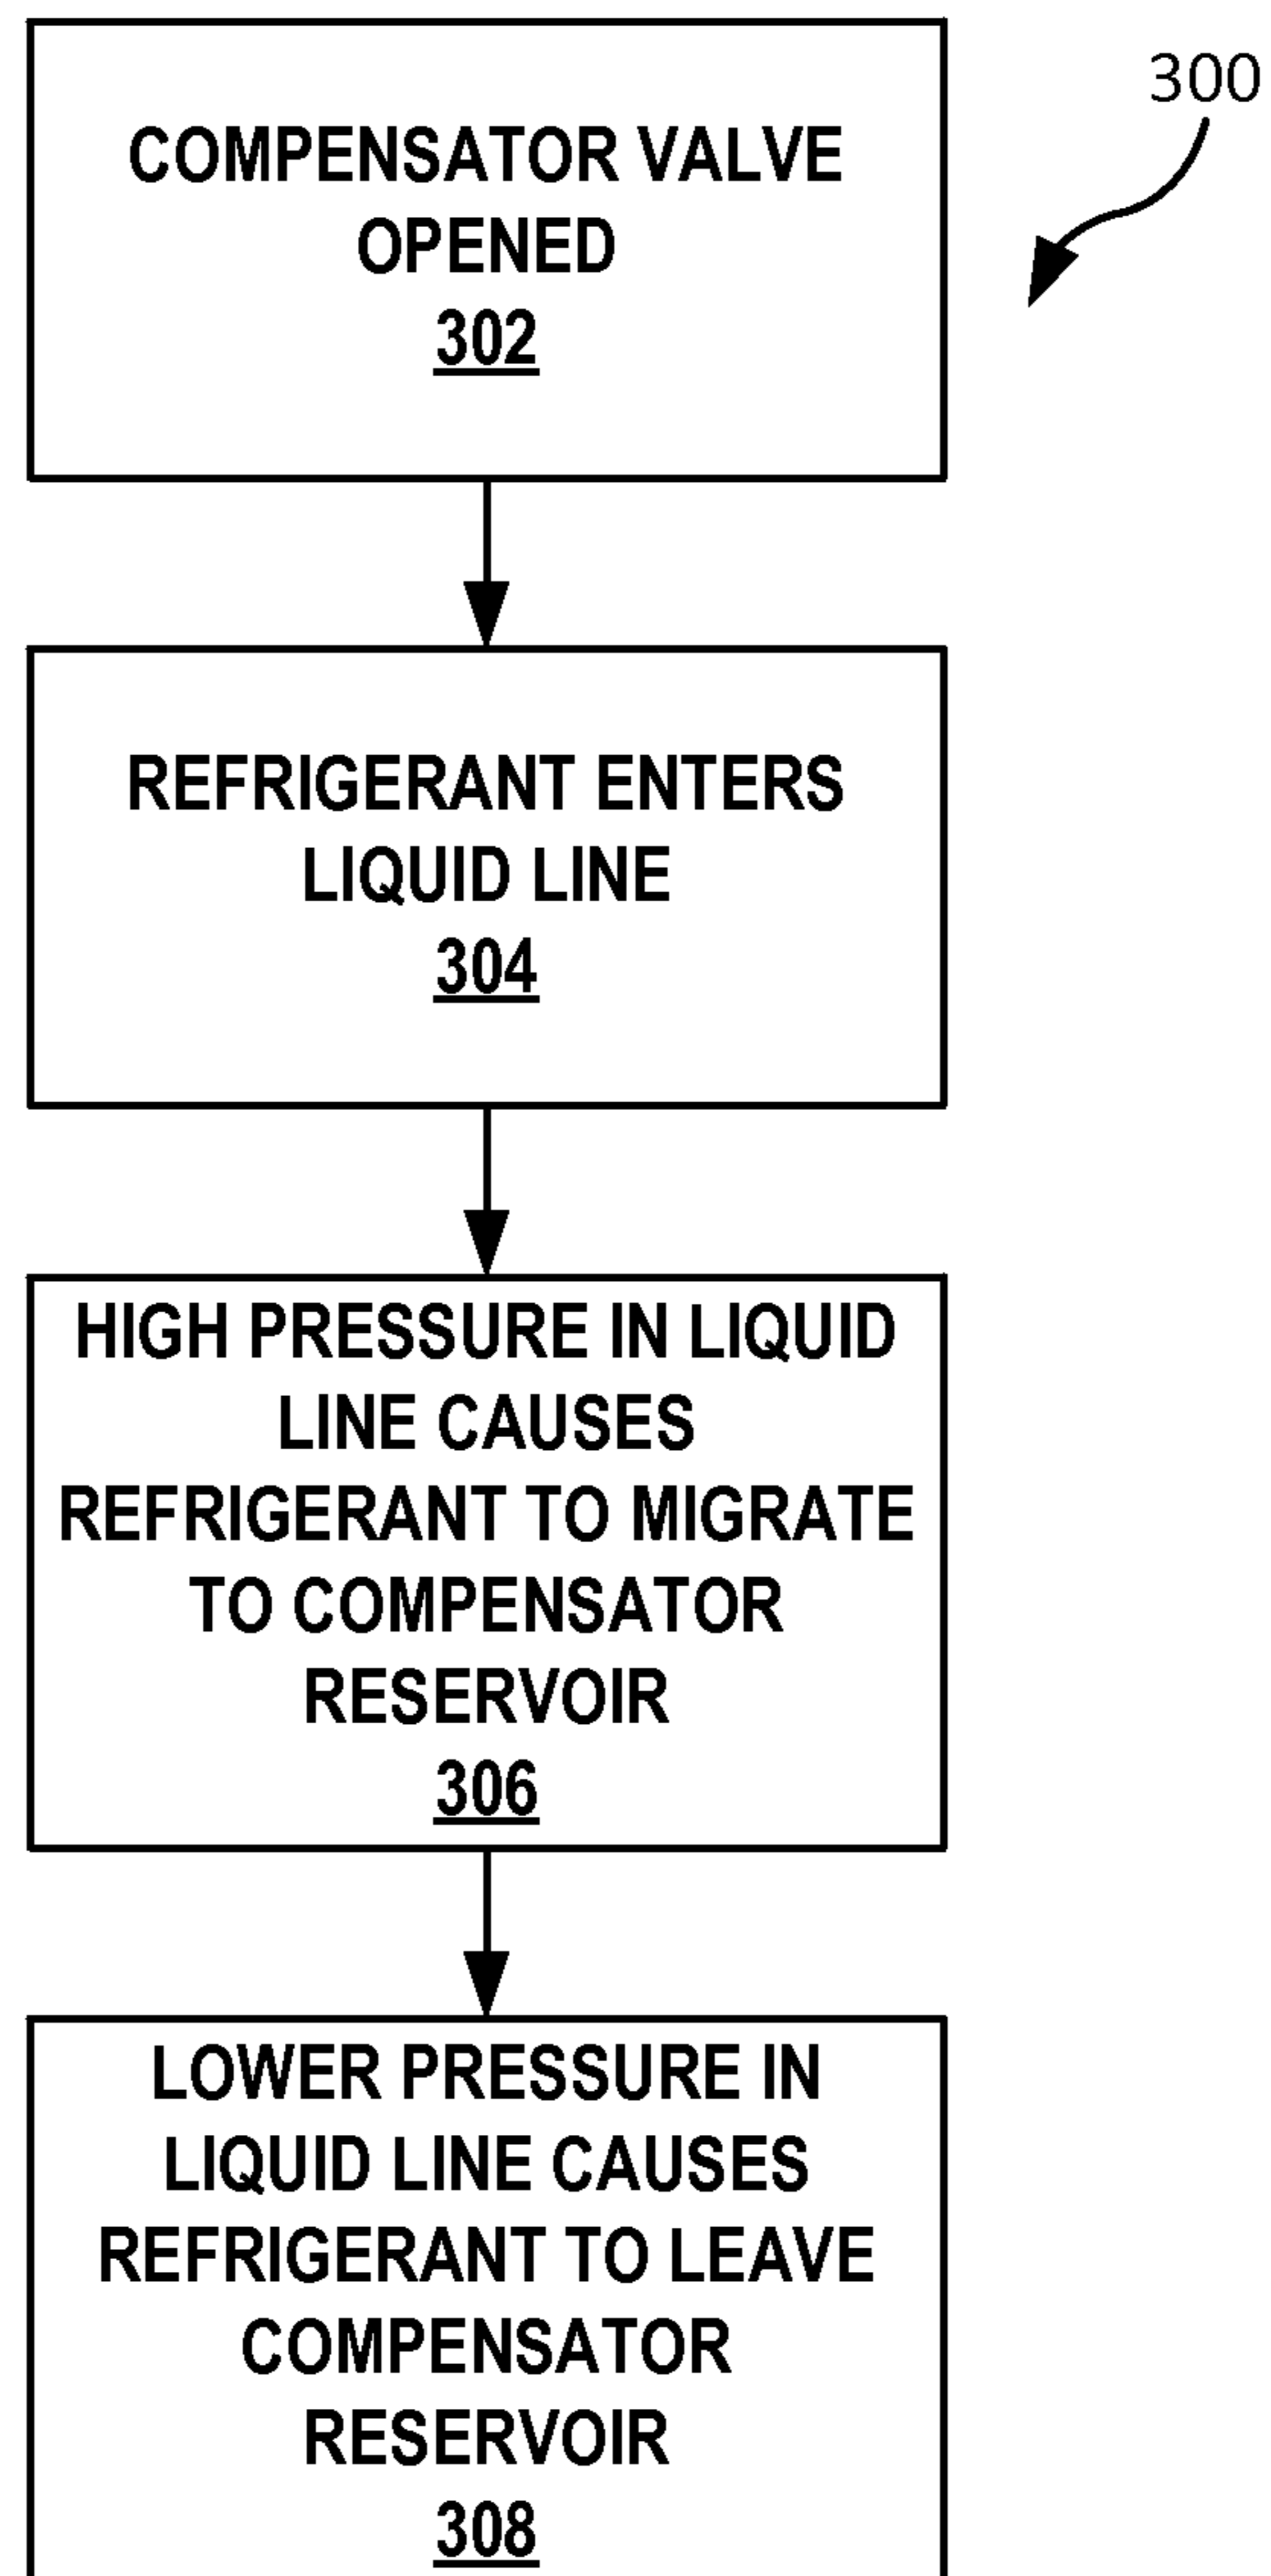 300
COMPENSATOR VALVE
OPENED
302
REFRIGERANT ENTERS
LIQUID LINE
304
HIGH PRESSURE IN LIQUID
LINE CAUSES
REFRIGERANT TO MIGRATE
TO COMPENSATOR
RESERVOIR
306
LOWER PRESSURE IN
LIQUID LINE CAUSES
REFRIGERANT TO LEAVE
COMPENSATOR
RESERVOIR
308